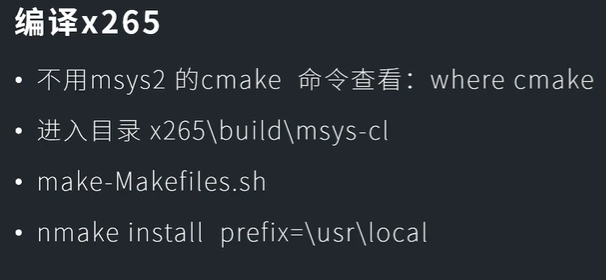 编译x265
• 不用msys2 的cmake  命令查看：where cmake
• 进入目录 x265\build\msys-cl
• make-Makefiles.sh
• nmake install  prefix=\usr\local